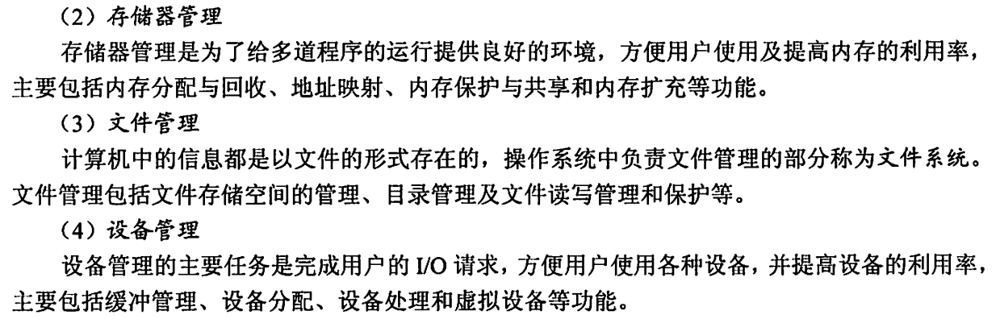 （2）存储器管理
存储器管理是为了给多道程序的运行提供良好的环境，方便用户使用及提高内存的利用率，
主要包括内存分配与回收、地址映射、内存保护与共享和内存扩充等功能。
（3）文件管理
计算机中的信息都是以文件的形式存在的，操作系统中负责文件管理的部分称为文件系统。
文件管理包括文件存储空间的管理、目录管理及文件读写管理和保护等。
（4）设备管理
设备管理的主要任务是完成用户的 I/O 请求，方便用户使用各种设备，并提高设备的利用率，
主要包括缓冲管理、设备分配、设备处理和虚拟设备等功能。